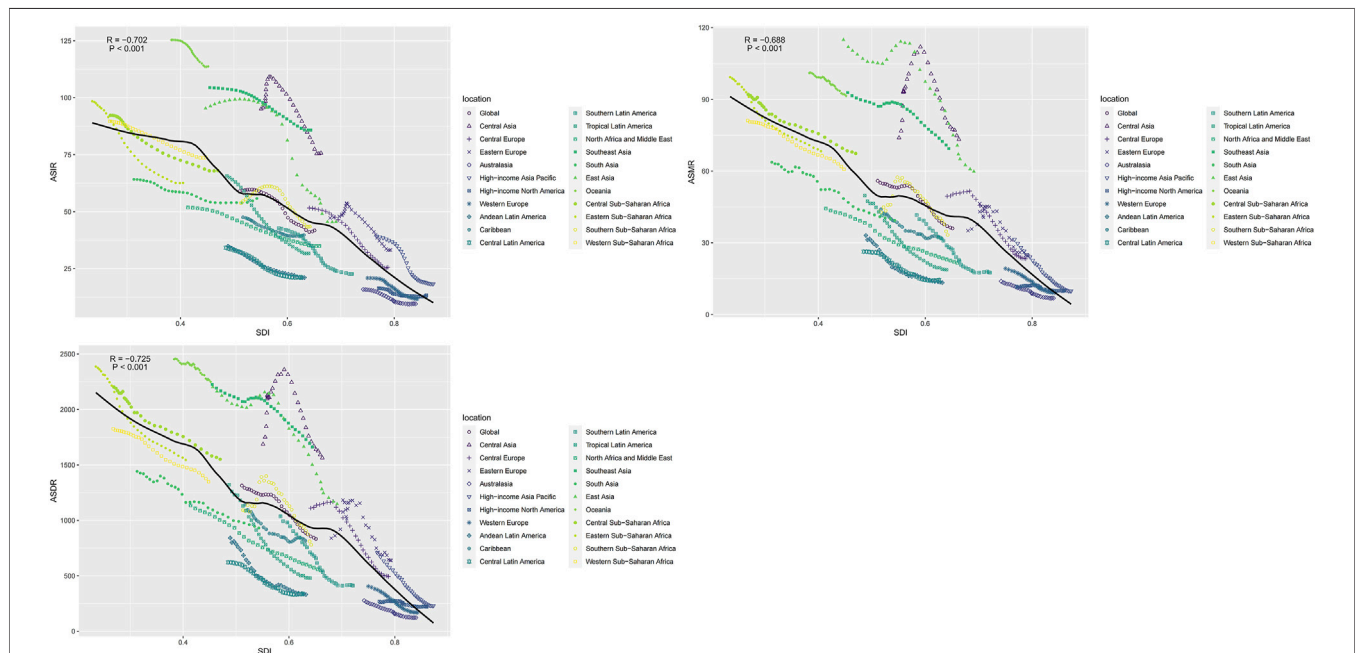 R = −0.702
P < 0.001
125
100
75
50
25
ASIR
0.4
0.6
0.8
SDI
location
Global
Central Asia
Central Europe
Eastern Europe
Australasia
High−income Asia Pacific
High−income North America
Western Europe
Andean Latin America
Caribbean
Central Latin America
Southern Latin America
Tropical Latin America
North Africa and Middle East
Southeast Asia
South Asia
East Asia
Oceania
Central Sub−Saharan Africa
Eastern Sub−Saharan Africa
Southern Sub−Saharan Africa
Western Sub−Saharan Africa
R = −0.688
P < 0.001
120
90
60
30
0
ASMR
0.4
0.6
0.8
SDI
location
Global
Central Asia
Central Europe
Eastern Europe
Australasia
High−income Asia Pacific
High−income North America
Western Europe
Andean Latin America
Caribbean
Central Latin America
Southern Latin America
Tropical Latin America
North Africa and Middle East
Southeast Asia
South Asia
East Asia
Oceania
Central Sub−Saharan Africa
Eastern Sub−Saharan Africa
Southern Sub−Saharan Africa
Western Sub−Saharan Africa
R = −0.725
P < 0.001
2500
2000
1500
1000
500
0
ASDR
0.4
0.6
0.8
SDI
location
Global
Central Asia
Central Europe
Eastern Europe
Australasia
High−income Asia Pacific
High−income North America
Western Europe
Andean Latin America
Caribbean
Central Latin America
Southern Latin America
Tropical Latin America
North Africa and Middle East
Southeast Asia
South Asia
East Asia
Oceania
Central Sub−Saharan Africa
Eastern Sub−Saharan Africa
Southern Sub−Saharan Africa
Western Sub−Saharan Africa